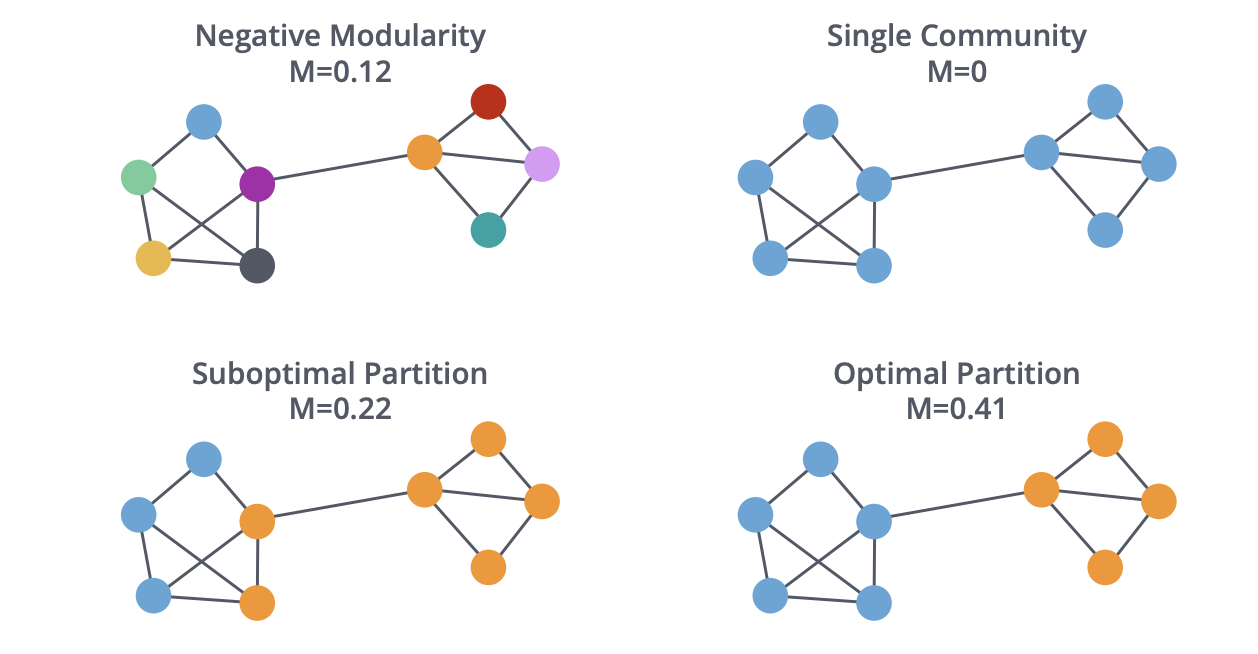 Negative Modularity
M=0.12
Single Community
M=0
Suboptimal Partition
M=0.22
Optimal Partition
M=0.41